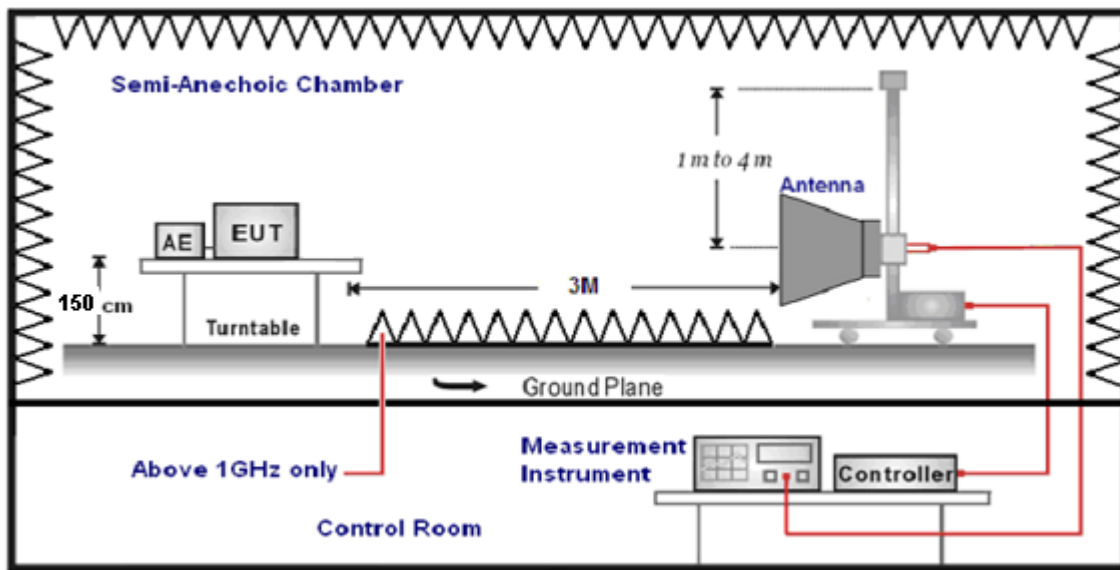 Semi-Anechoic Chamber
1 m to 4 m
Antenna
AE
EUT
150 cm
3M
Turntable
Ground Plane
Above 1GHz only
Measurement
Instrument
Controller
Control Room